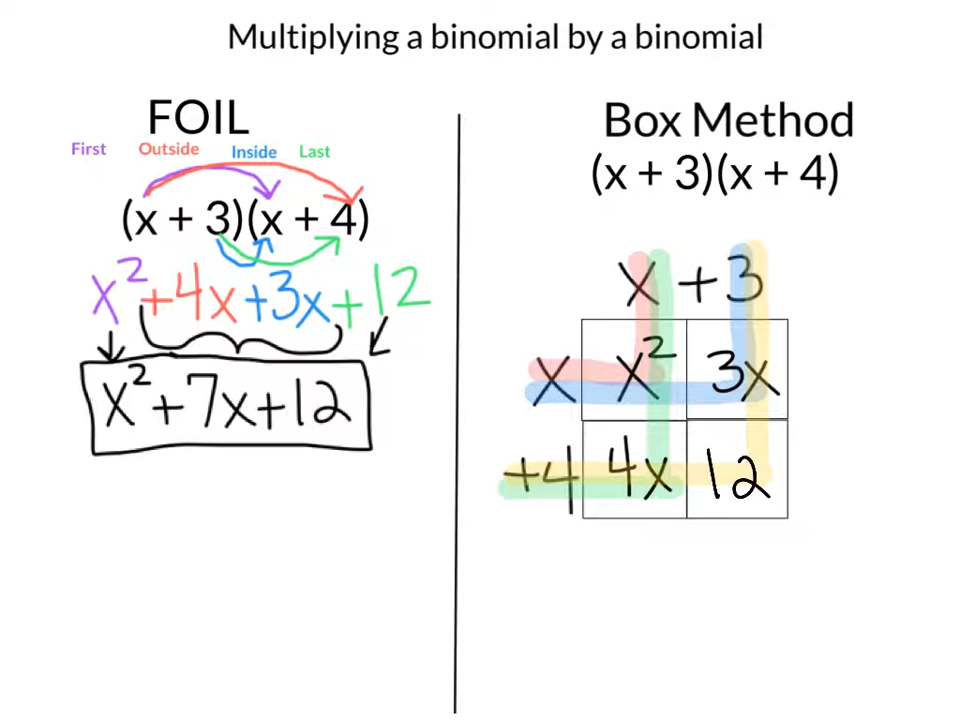 Multiplying a binomial by a binomial
FOIL
First Outside Inside Last
(x + 3)(x + 4)
x² +4x +3x +12
x² + 7x + 12
Box Method
(x + 3)(x + 4)
x + 3
x x² 3x
+4 4x 12